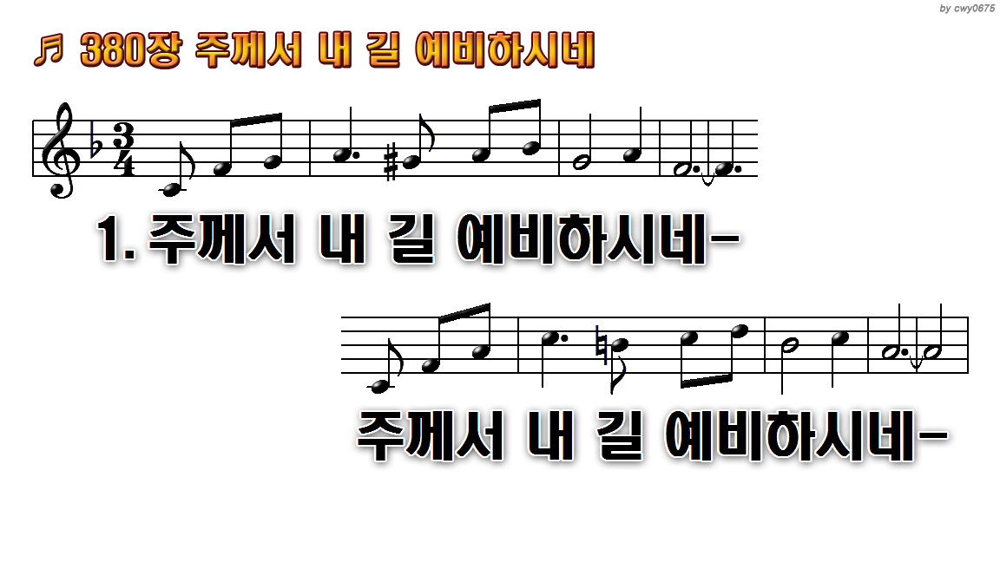 by cwy0675
♬ 380장 주께서 내 길 예비하시네
3
4
1. 주께서 내 길 예비하시네-
주께서 내 길 예비하시네-